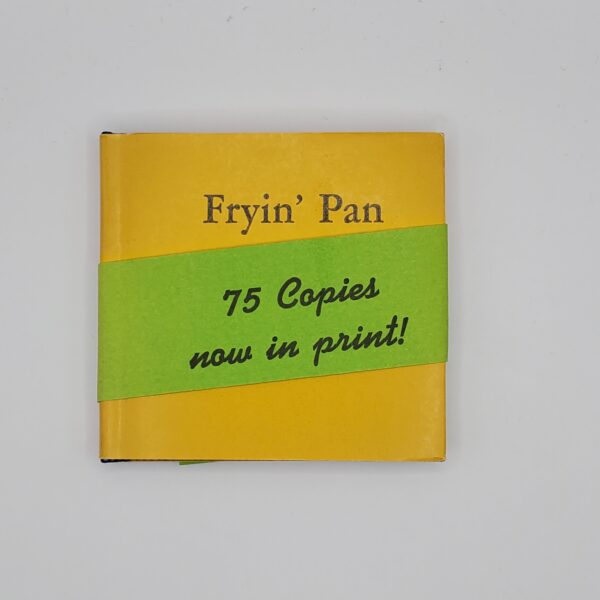 Fryin’ Pan
75 Copies
now in print!